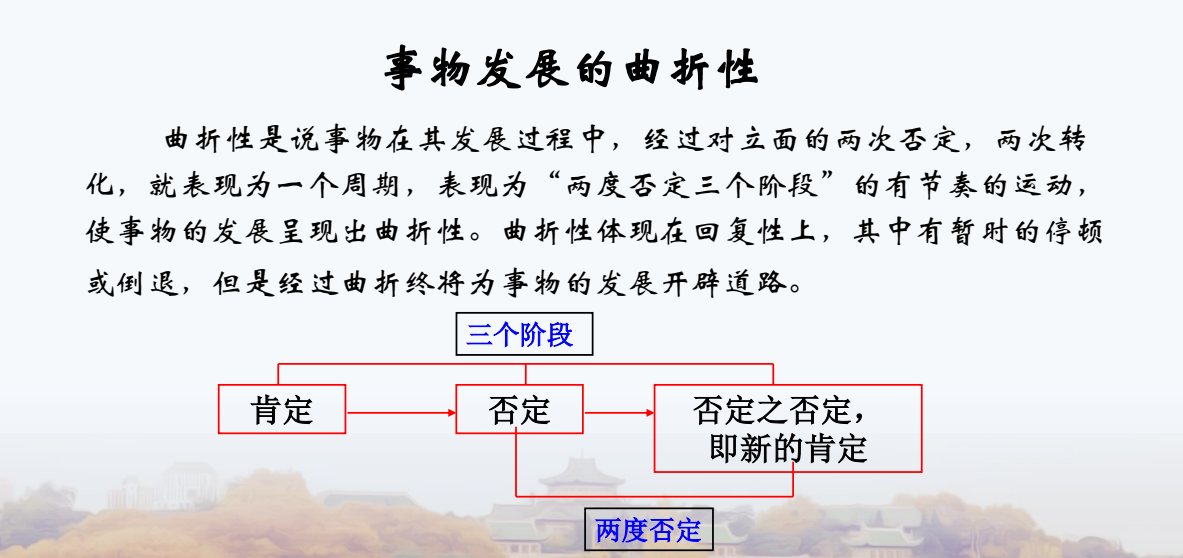 事物发展的曲折性
曲折性是说事物在其发展过程中，经过对立面的两次否定，两次转
化，就表现为一个周期，表现为“两度否定三个阶段”的有节奏的运动，
使事物的发展呈现出曲折性。曲折性体现在回复性上，其中有暂时的停顿
或倒退，但是经过曲折终将为事物的发展开辟道路。
三个阶段
肯定
否定
否定之否定，
即新的肯定
两度否定